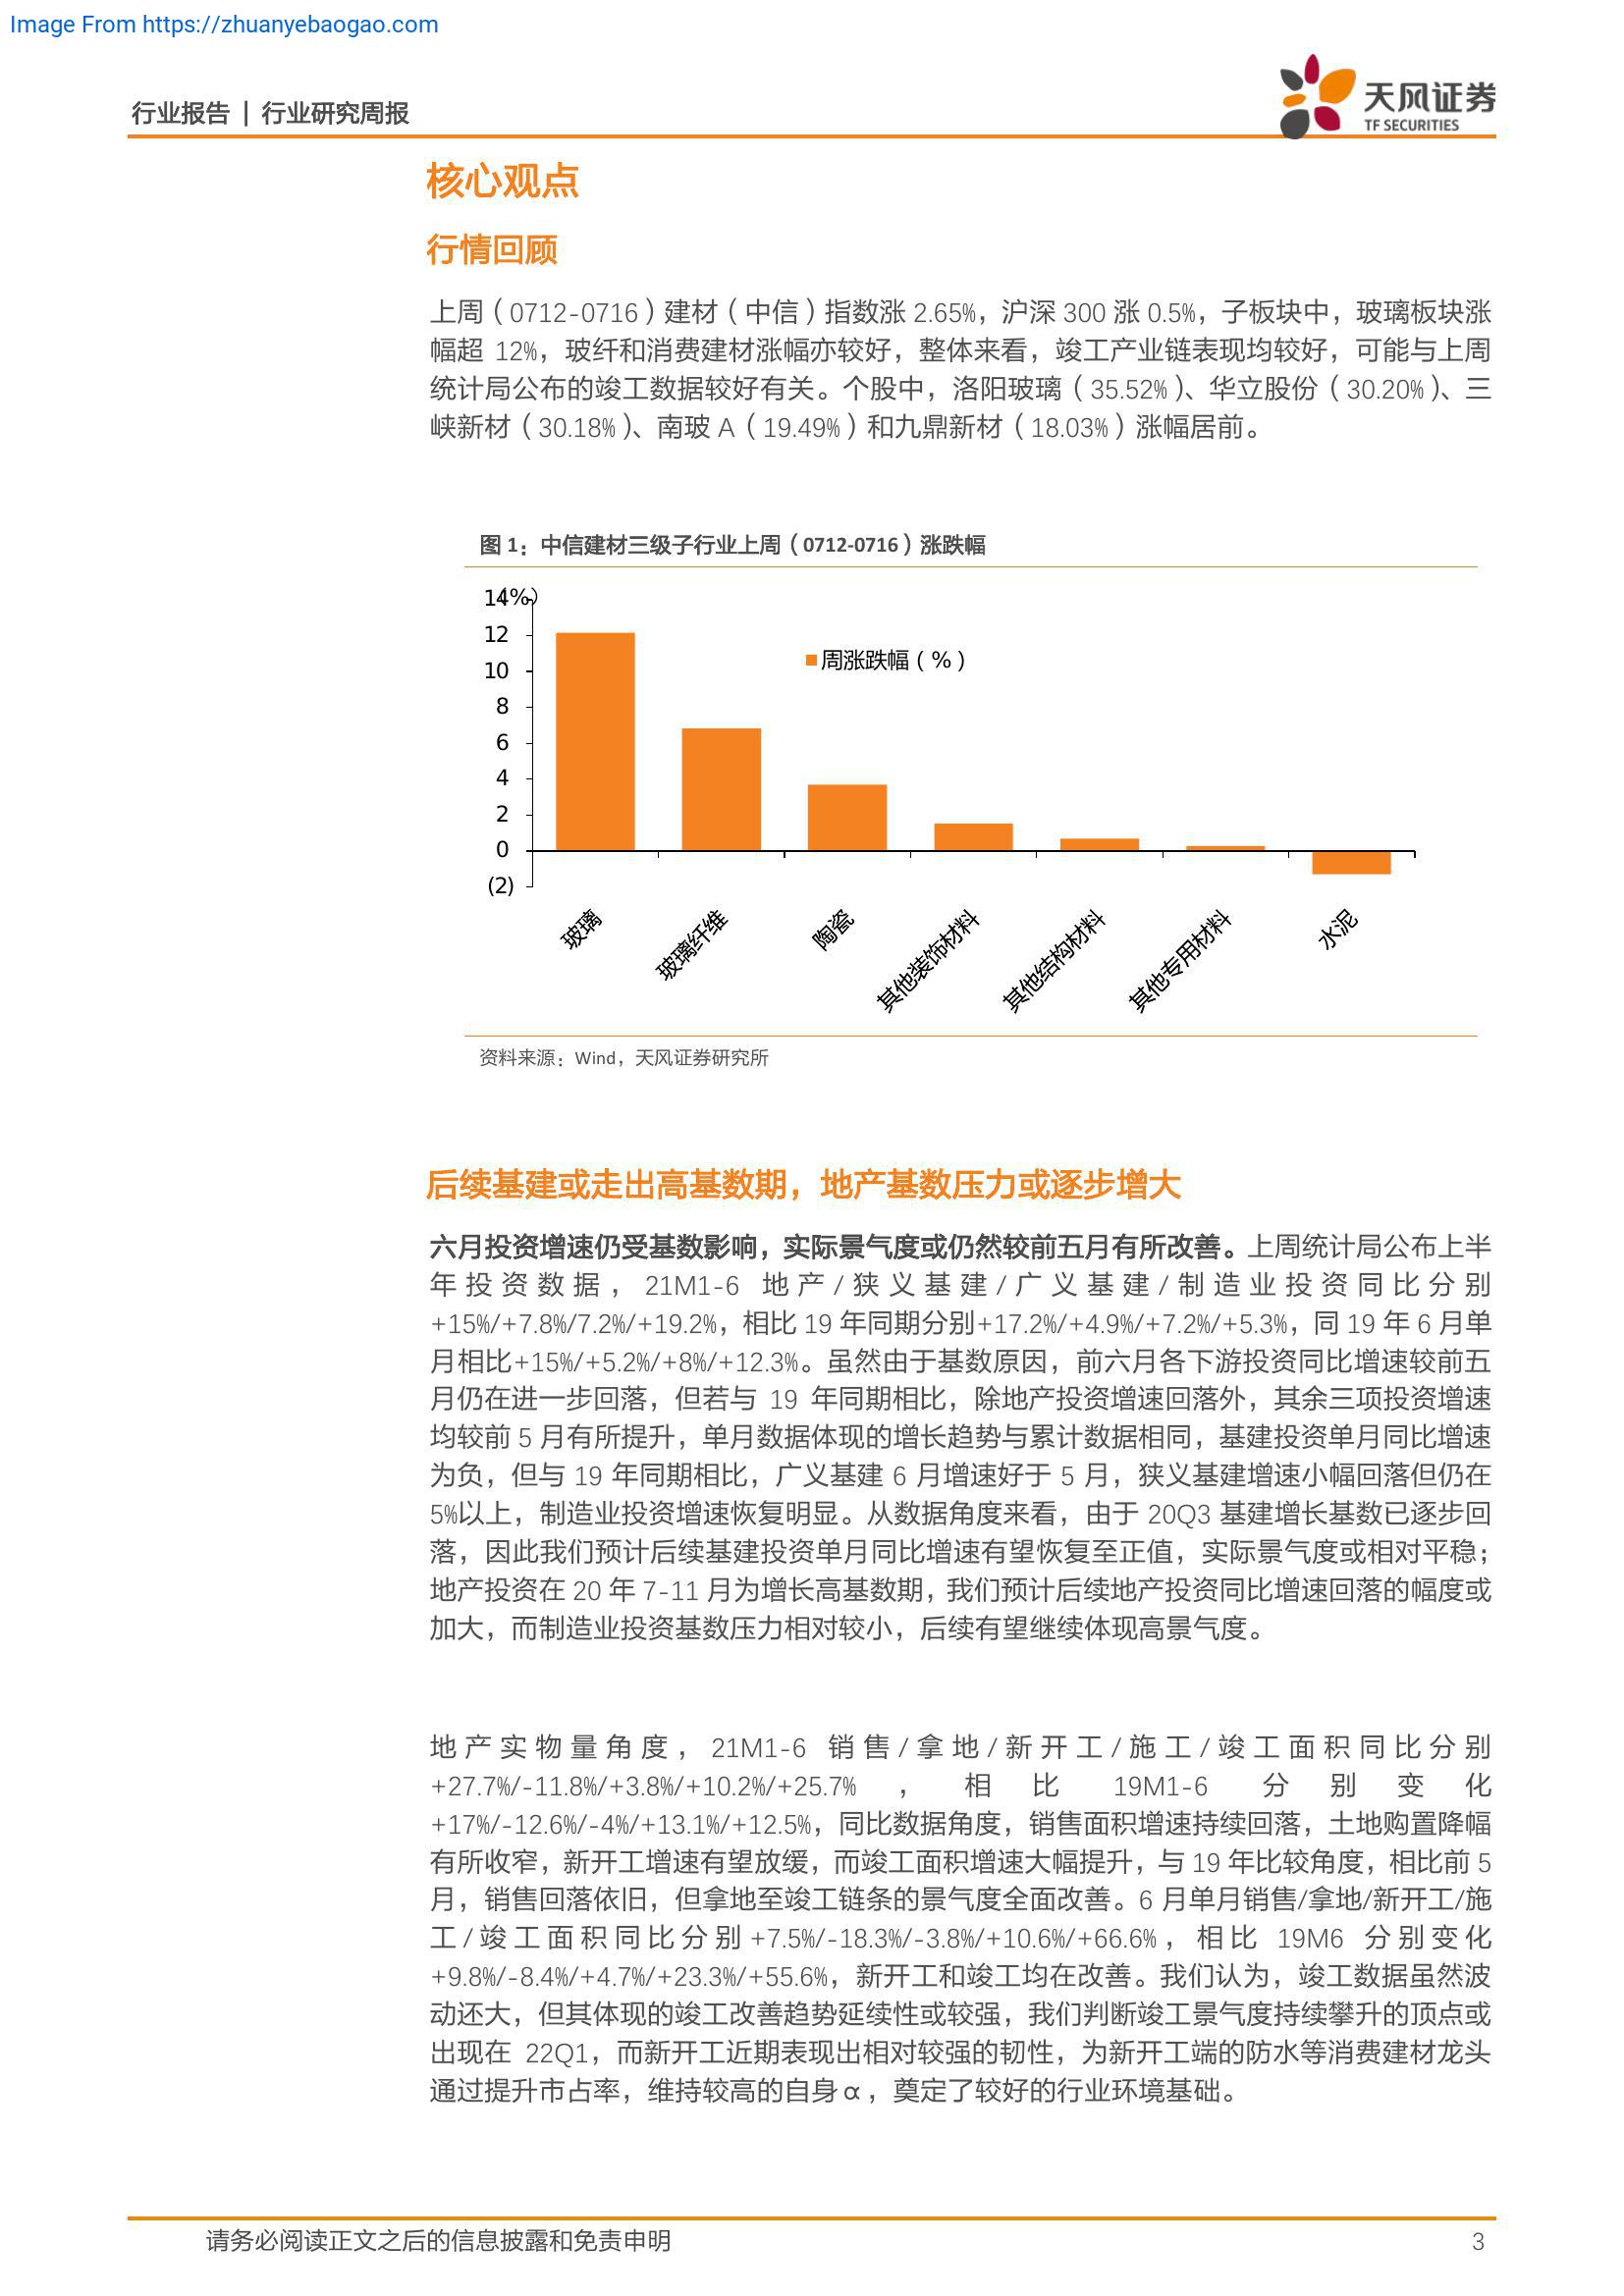 Image From https://zhuanyebaogao.com
行业报告 | 行业研究周报
天风证券
TF SECURITIES
核心观点
行情回顾
上周（0712-0716）建材（中信）指数涨 2.65%，沪深 300 涨 0.5%，子板块中，玻璃板块涨
幅超 12%，玻纤和消费建材涨幅亦较好，整体来看，竣工产业链表现均较好，可能与上周
统计局公布的竣工数据较好有关。个股中，洛阳玻璃（35.52%）、华立股份（30.20%）、三
峡新材（30.18%）、南玻 A（19.49%）和九鼎新材（18.03%）涨幅居前。
图 1：中信建材三级子行业上周（0712-0716）涨跌幅
(%)
14
12
10
8
6
4
2
0
(2)
周涨跌幅（%）
玻璃
玻璃纤维
陶瓷
其他装饰材料
其他结构材料
其他专用材料
水泥
资料来源：Wind，天风证券研究所
后续基建或走出高基数期，地产基数压力或逐步增大
六月投资增速仍受基数影响，实际景气度或仍然较前五月有所改善。上周统计局公布上半
年投资数据，21M1-6 地产/狭义基建/广义基建/制造业投资同比分别
+15%/+7.8%/7.2%/+19.2%，相比 19 年同期分别+17.2%/+4.9%/+7.2%/+5.3%，同 19 年 6 月单
月相比+15%/+5.2%/+8%/+12.3%。虽然由于基数原因，前六月各下游投资同比增速较前五
月仍在进一步回落，但若与 19 年同期相比，除地产投资增速回落外，其余三项投资增速
均较前 5 月有所提升，单月数据体现的增长趋势与累计数据相同，基建投资单月同比增速
为负，但与 19 年同期相比，广义基建 6 月增速好于 5 月，狭义基建增速小幅回落但仍在
5%以上，制造业投资增速恢复明显。从数据角度来看，由于 20Q3 基建增长基数已逐步回
落，因此我们预计后续基建投资单月同比增速有望恢复至正值，实际景气度或相对平稳；
地产投资在 20 年 7-11 月为增长高基数期，我们预计后续地产投资同比增速回落的幅度或
加大，而制造业投资基数压力相对较小，后续有望继续体现高景气度。
地产实物量角度，21M1-6 销售/拿地/新开工/施工/竣工面积同比分别
+27.7%/-11.8%/+3.8%/+10.2%/+25.7%，相比 19M1-6 分别变化
+17%/-12.6%/-4%/+13.1%/+12.5%，同比数据角度，销售面积增速持续回落，土地购置降幅
有所收窄，新开工增速有望放缓，而竣工面积增速大幅提升，与 19 年比较角度，相比前 5
月，销售回落依旧，但拿地至竣工链条的景气度全面改善。6 月单月销售/拿地/新开工/施
工/竣工面积同比分别+7.5%/-18.3%/-3.8%/+10.6%/+66.6%，相比 19M6 分别变化
+9.8%/-8.4%/+4.7%/+23.3%/+55.6%，新开工和竣工均在改善。我们认为，竣工数据虽然波
动还大，但其体现的竣工改善趋势延续性或较强，我们判断竣工景气度持续攀升的顶点或
出现在 22Q1，而新开工近期表现出相对较强的韧性，为新开工端的防水等消费建材龙头
通过提升市占率，维持较高的自身α，奠定了较好的行业环境基础。
请务必阅读正文之后的信息披露和免责申明
3